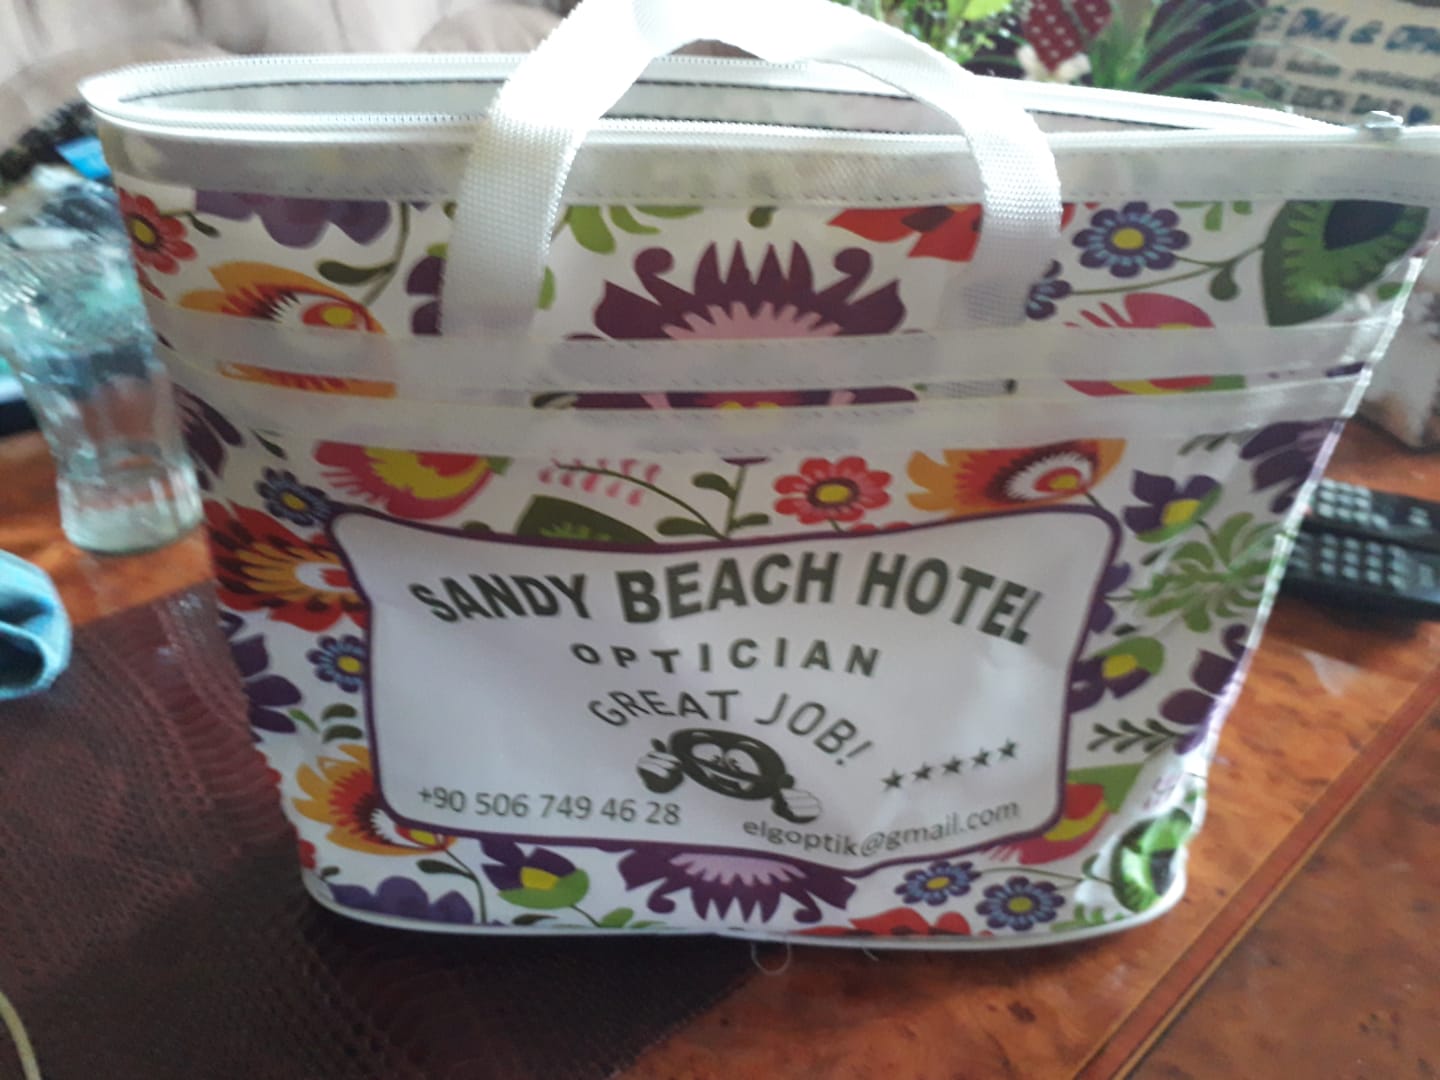 SANDY BEACH HOTEL
OPTICIAN
GREAT JOB!
★★★★★
+90 506 749 46 28
elgoptik@gmail.com